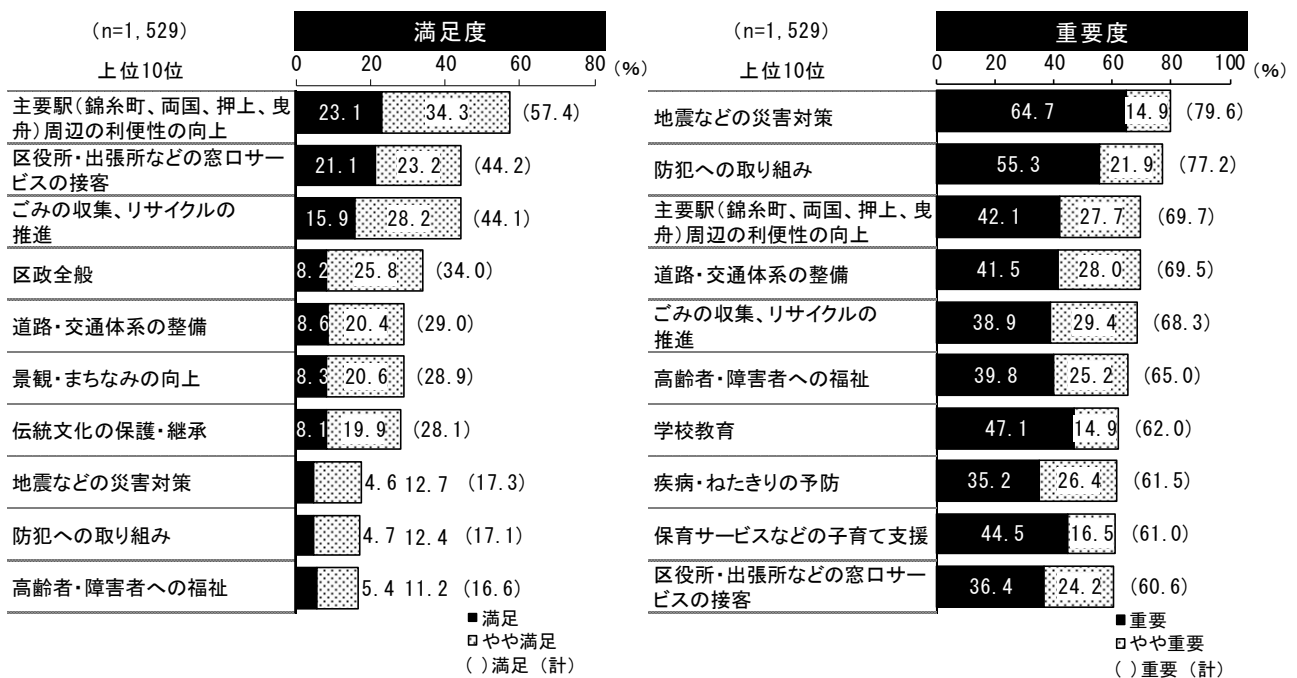 (n=1,529)
満足度
上位10位
0 20 40 60 80 (%)
主要駅(錦糸町、両国、押上、曳
舟)周辺の利便性の向上
23.1 34.3 (57.4)
区役所・出張所などの窓口サー
ビスの接客
21.1 23.2 (44.2)
ごみの収集、リサイクルの
推進
15.9 28.2 (44.1)
区政全般
8.2 25.8 (34.0)
道路・交通体系の整備
8.6 20.4 (29.0)
景観・まちなみの向上
8.3 20.6 (28.9)
伝統文化の保護・継承
8.1 19.9 (28.1)
地震などの災害対策
4.6 12.7 (17.3)
防犯への取り組み
4.7 12.4 (17.1)
高齢者・障害者への福祉
5.4 11.2 (16.6)
■満足
やや満足
( )満足(計)
(n=1,529)
重要度
上位10位
0 20 40 60 80 100 (%)
地震などの災害対策
64.7 14.9 (79.6)
防犯への取り組み
55.3 21.9 (77.2)
主要駅(錦糸町、両国、押上、曳
舟)周辺の利便性の向上
42.1 27.7 (69.7)
道路・交通体系の整備
41.5 28.0 (69.5)
ごみの収集、リサイクルの
推進
38.9 29.4 (68.3)
高齢者・障害者への福祉
39.8 25.2 (65.0)
学校教育
47.1 14.9 (62.0)
疾病・ねたきりの予防
35.2 26.4 (61.5)
保育サービスなどの子育て支援
44.5 16.5 (61.0)
区役所・出張所などの窓口サー
ビスの接客
36.4 24.2 (60.6)
■重要
やや重要
( )重要(計)